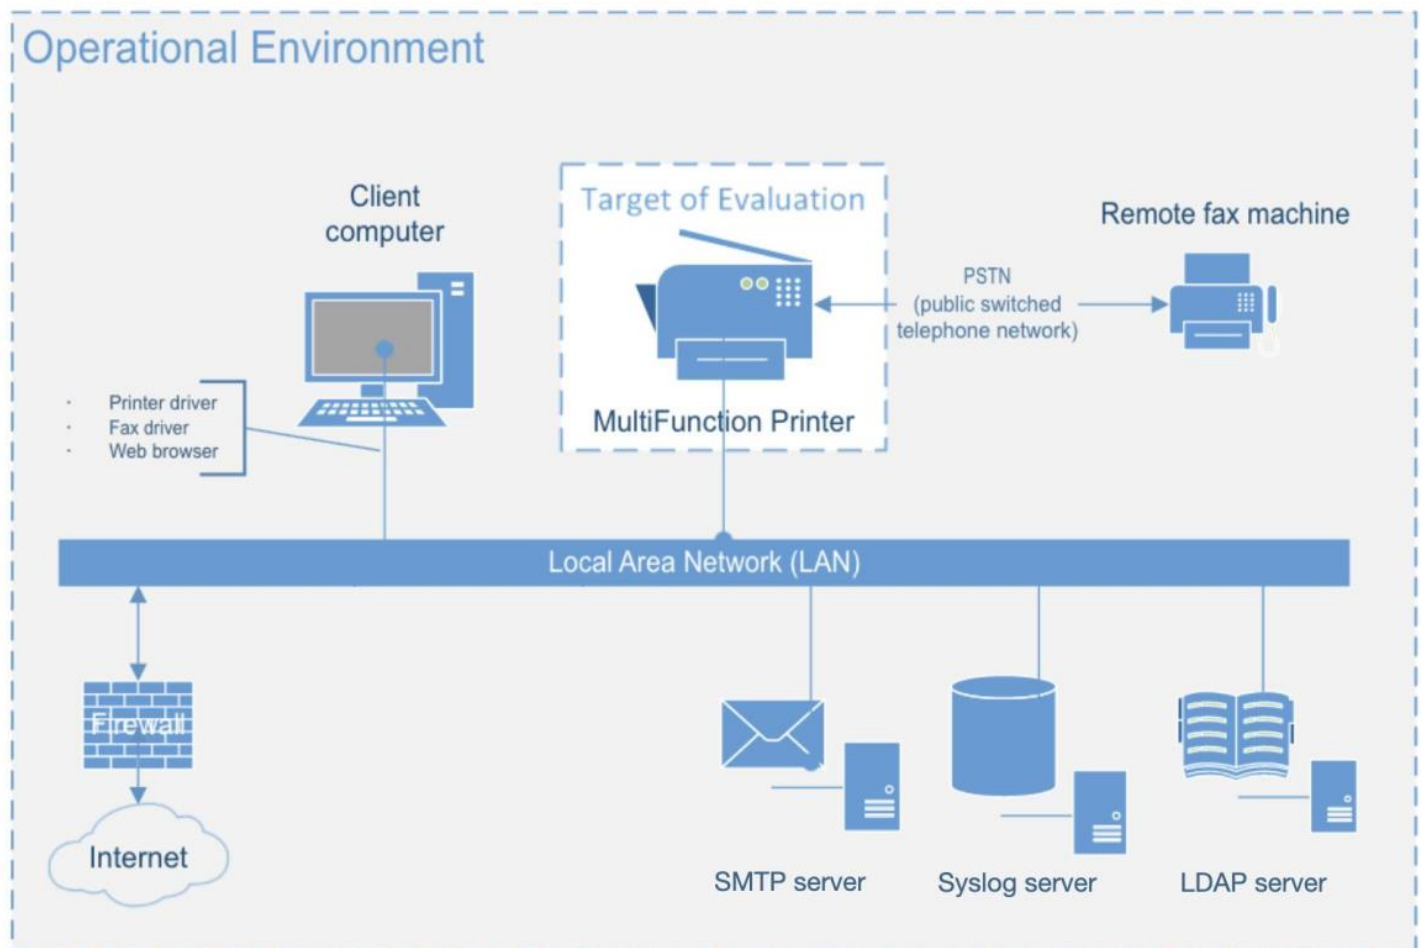 Operational Environment
Client
computer
Target of Evaluation
Remote fax machine
PSTN
(public switched
telephone network)
· Printer driver
· Fax driver
· Web browser
MultiFunction Printer
Local Area Network (LAN)
Firewall
Internet
SMTP server
Syslog server
LDAP server